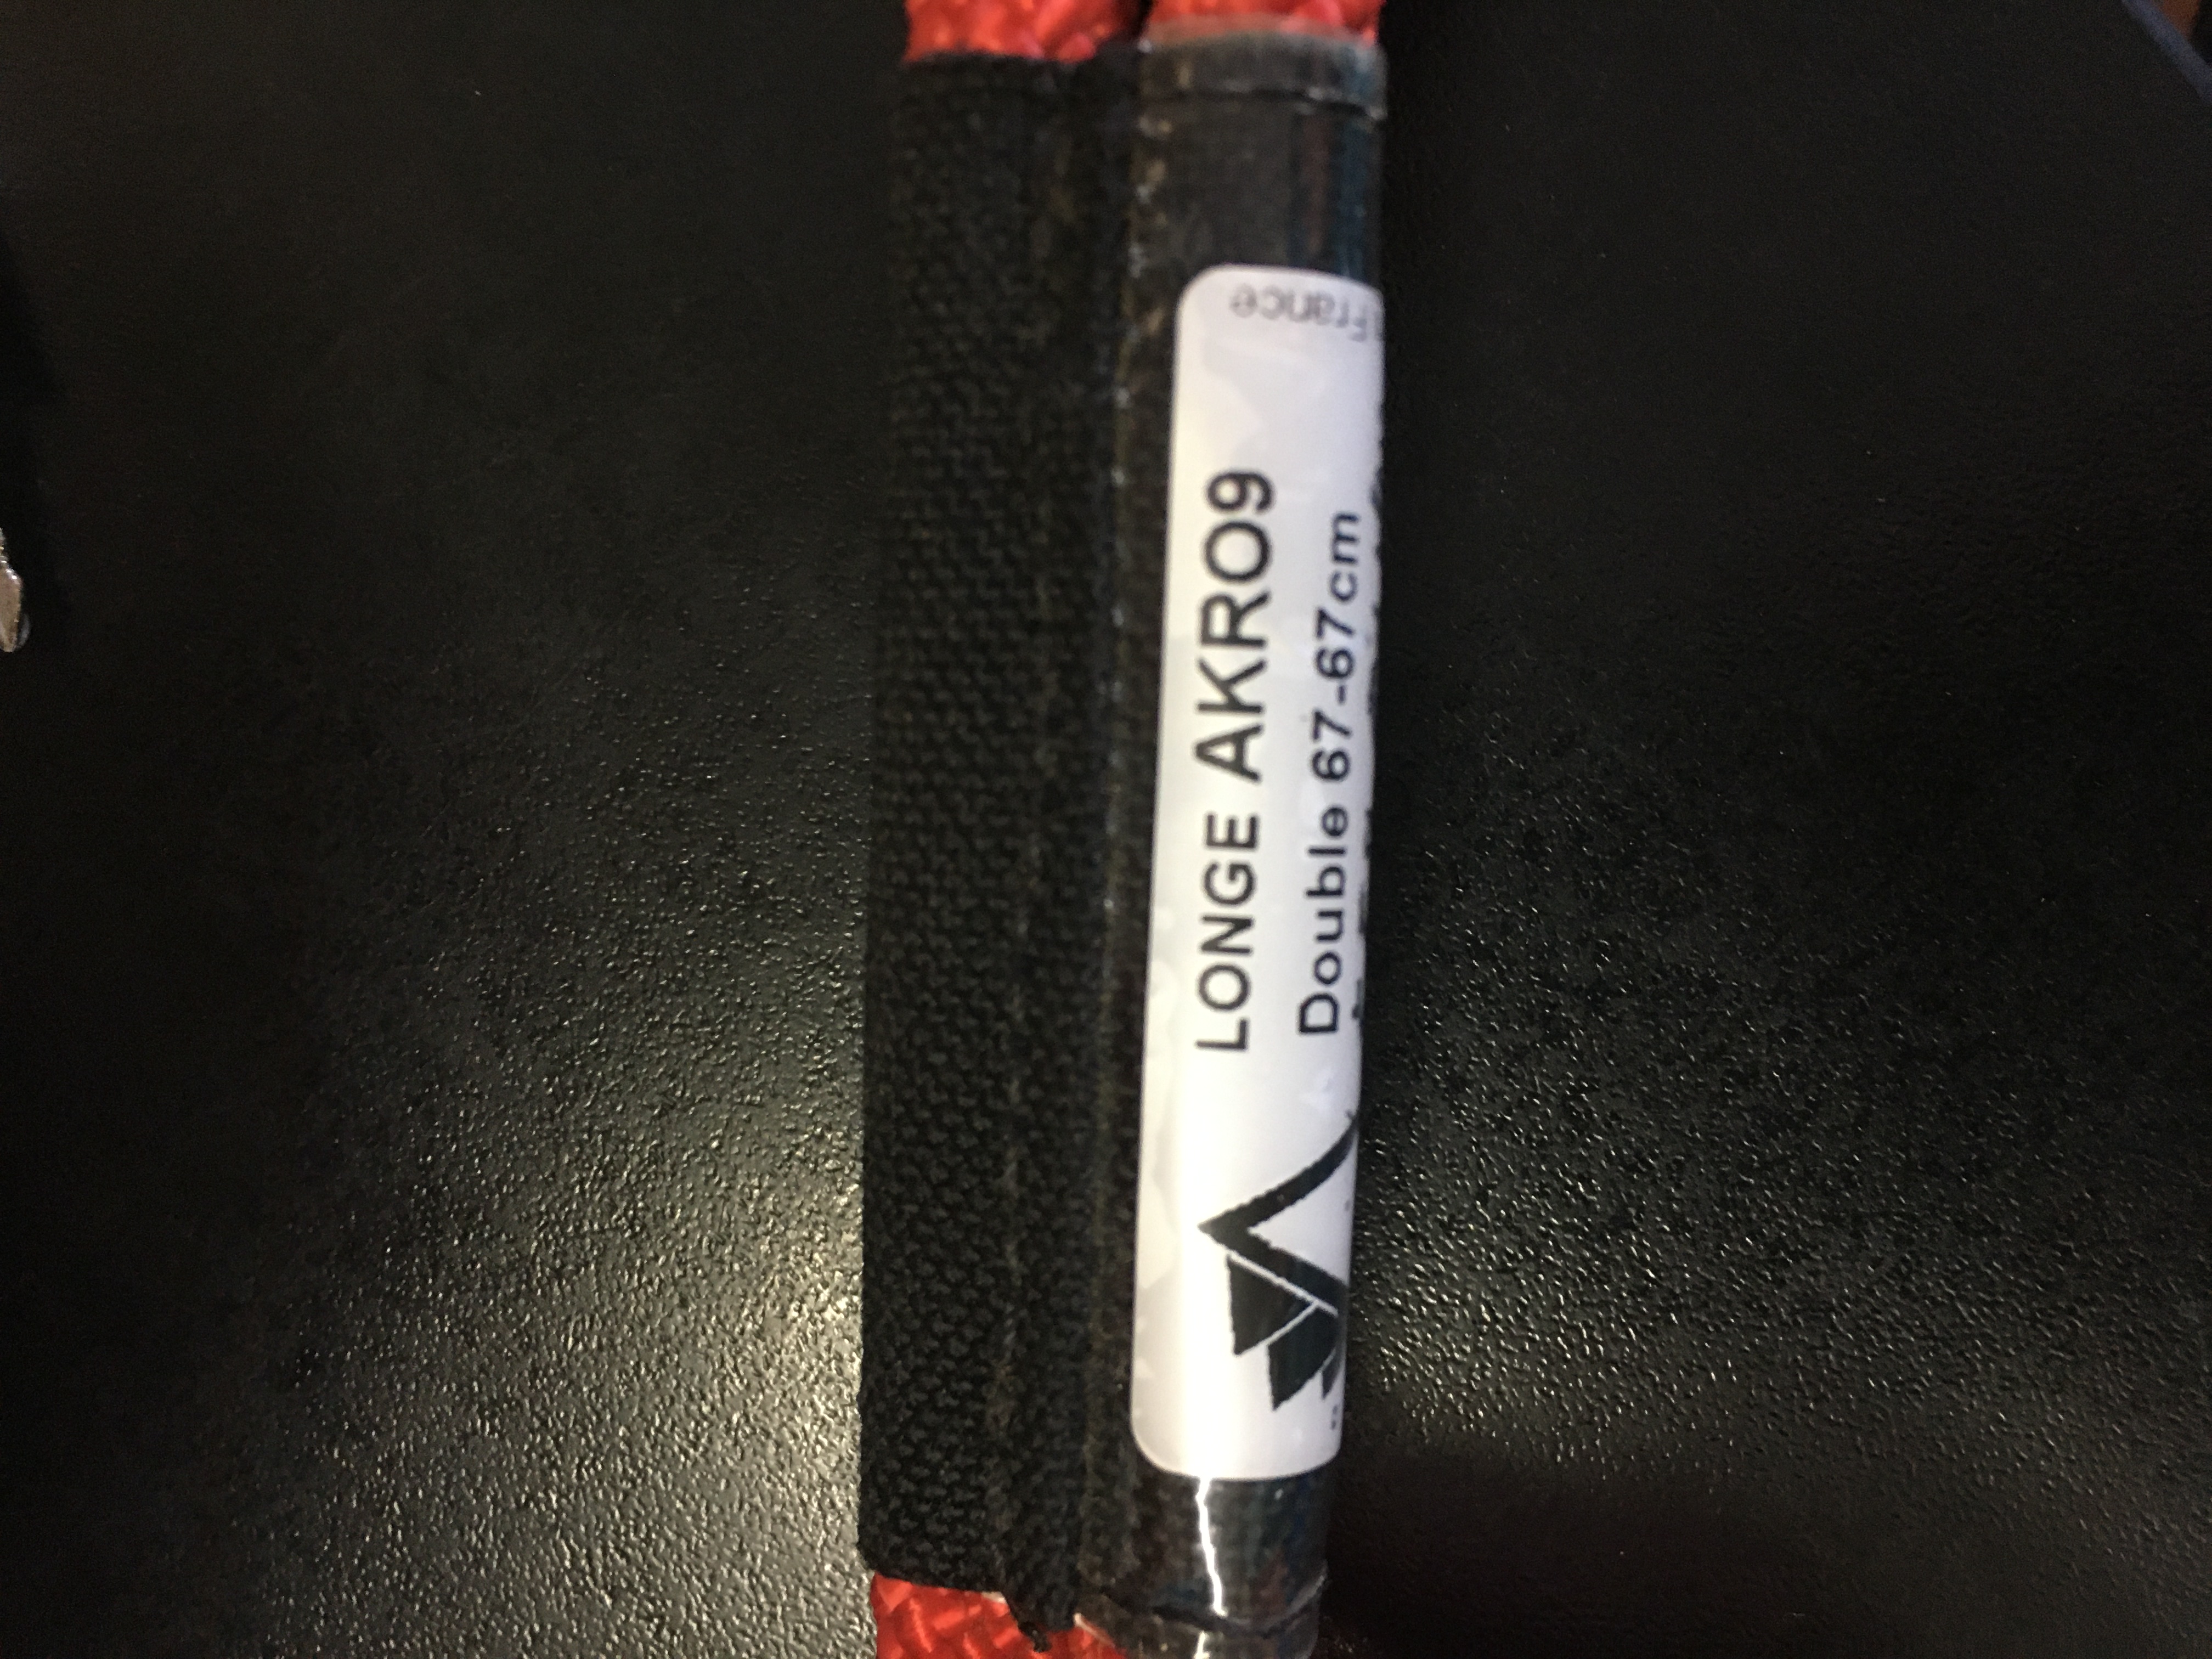 LONGE AKRO9
Double 67-67cm
France